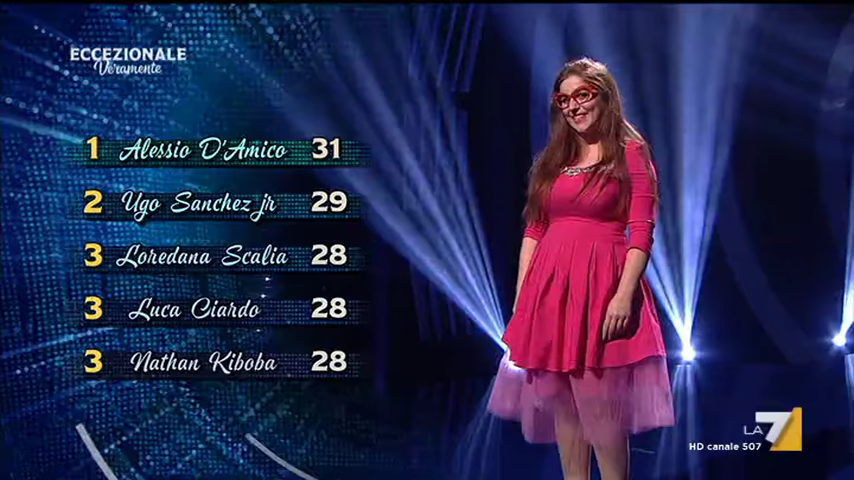 ECCEZIONALE
Veramente
1 Alessio D'Amico 31
2 Ugo Sanchez jr 29
3 Loredana Scalia 28
3 Luca Ciardo 28
3 Nathan Kiboba 28
LA 7
HD canale 507